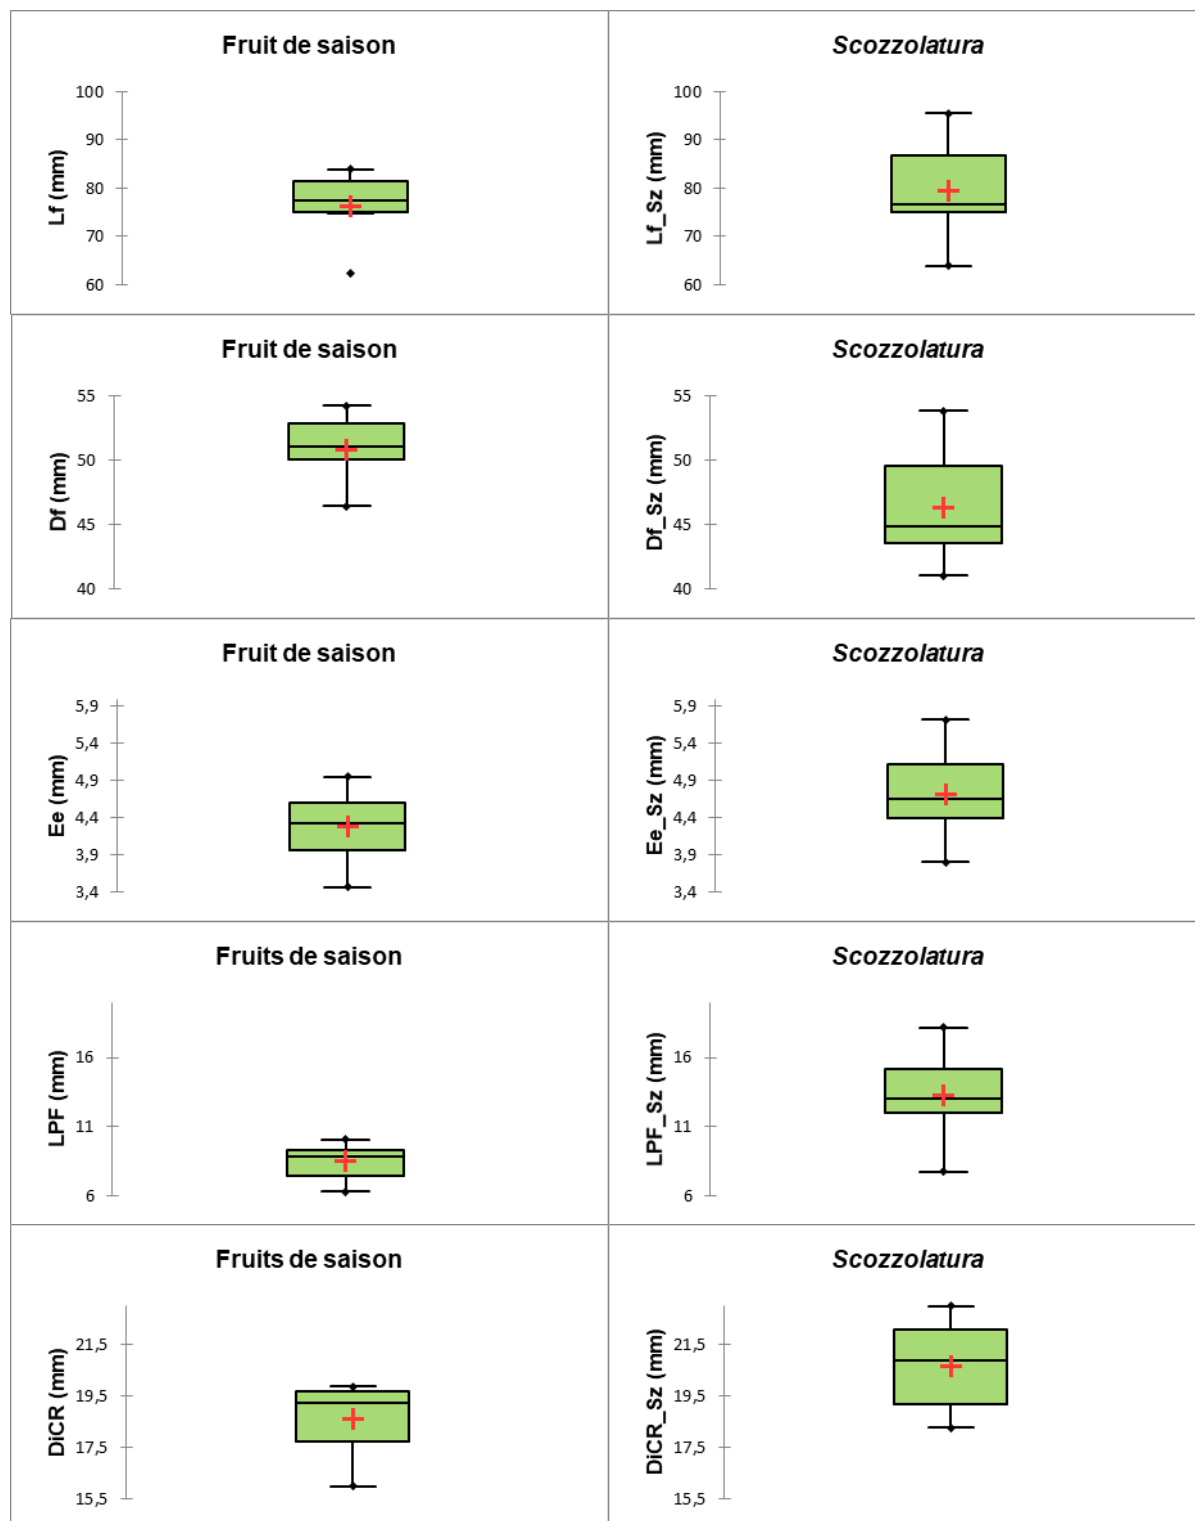 Fruit de saison
Lf (mm)
100
90
80
70
60
Scozzolatura
Lf_Sz (mm)
100
90
80
70
60
Fruit de saison
Df (mm)
55
50
45
40
Scozzolatura
Df_Sz (mm)
55
50
45
40
Fruit de saison
Ee (mm)
5,9
5,4
4,9
4,4
3,9
3,4
Scozzolatura
Ee_Sz (mm)
5,9
5,4
4,9
4,4
3,9
3,4
Fruits de saison
LPF (mm)
16
11
6
Scozzolatura
LPF_Sz (mm)
16
11
6
Fruits de saison
DiCR (mm)
21,5
19,5
17,5
15,5
Scozzolatura
DiCR_Sz (mm)
21,5
19,5
17,5
15,5